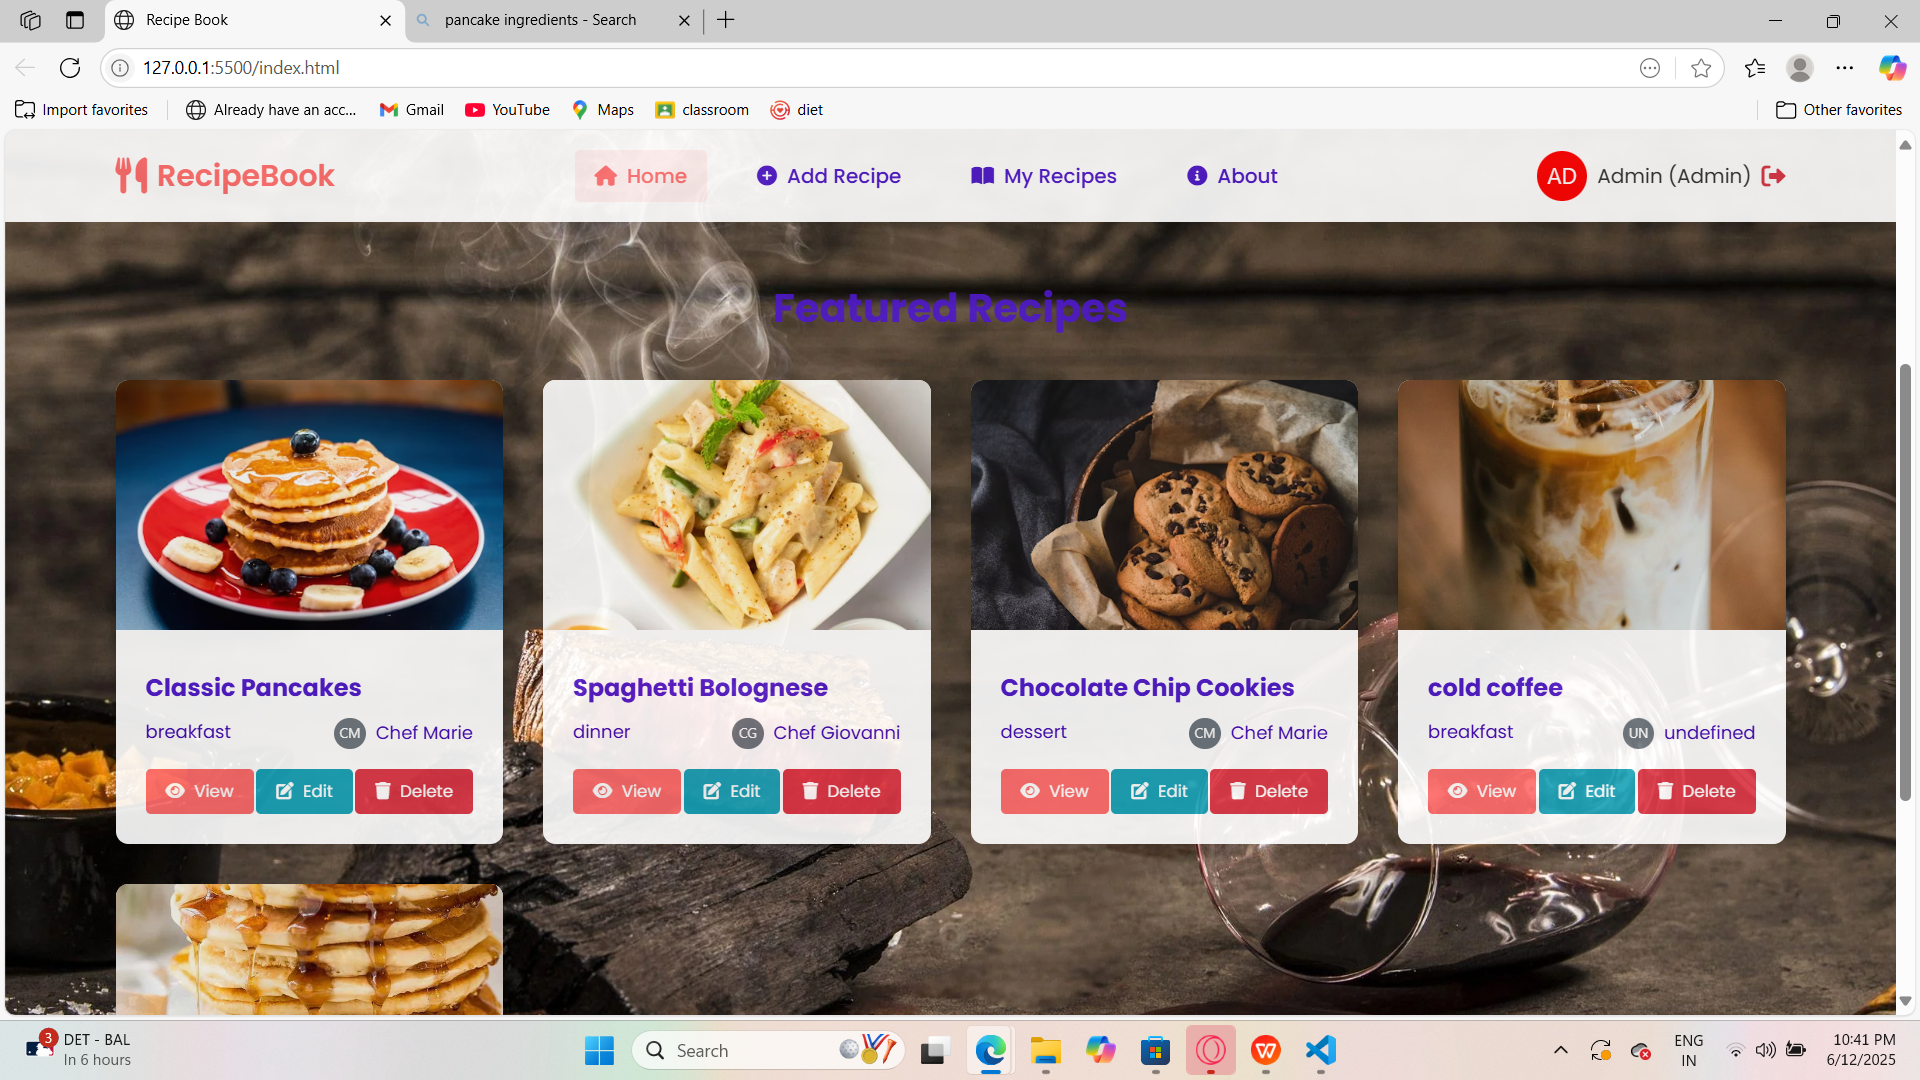 Recipe Book
pancake ingredients - Search
127.0.0.1:5500/index.html
Import favorites
Already have an acc...
Gmail
YouTube
Maps
classroom
diet
Other favorites
RecipeBook
Home
Add Recipe
My Recipes
About
AD
Admin (Admin)
Featured Recipes
Classic Pancakes
breakfast
CM
Chef Marie
View
Edit
Delete
Spaghetti Bolognese
dinner
CG
Chef Giovanni
View
Edit
Delete
Chocolate Chip Cookies
dessert
CM
Chef Marie
View
Edit
Delete
cold coffee
breakfast
UN
undefined
View
Edit
Delete
3
DET - BAL
In 6 hours
Search
ENG
IN
10:41 PM
6/12/2025